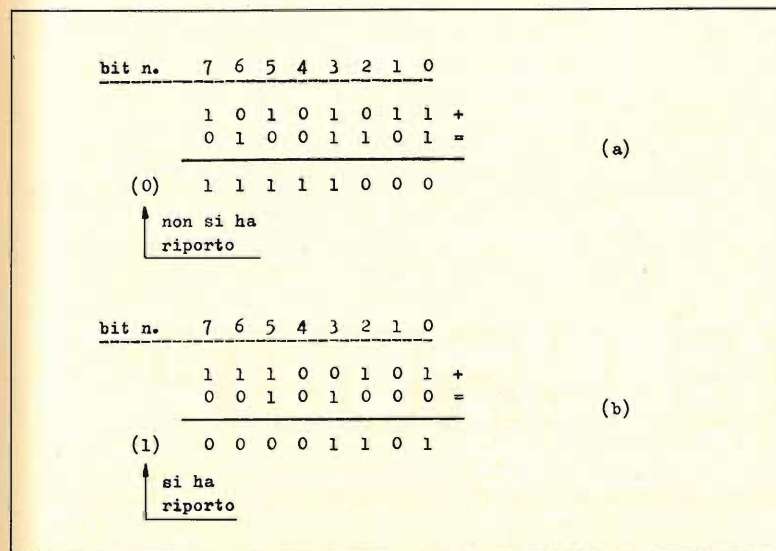 bit n. 7 6 5 4 3 2 1 0
1 0 1 0 1 0 1 1 +
0 1 0 0 1 1 0 1 =
(a)
(0) 1 1 1 1 1 0 0 0
non si ha
riporto
bit n. 7 6 5 4 3 2 1 0
1 1 1 0 0 1 0 1 +
0 0 1 0 1 0 0 0 =
(b)
(1) 0 0 0 0 1 1 0 1
si ha
riporto